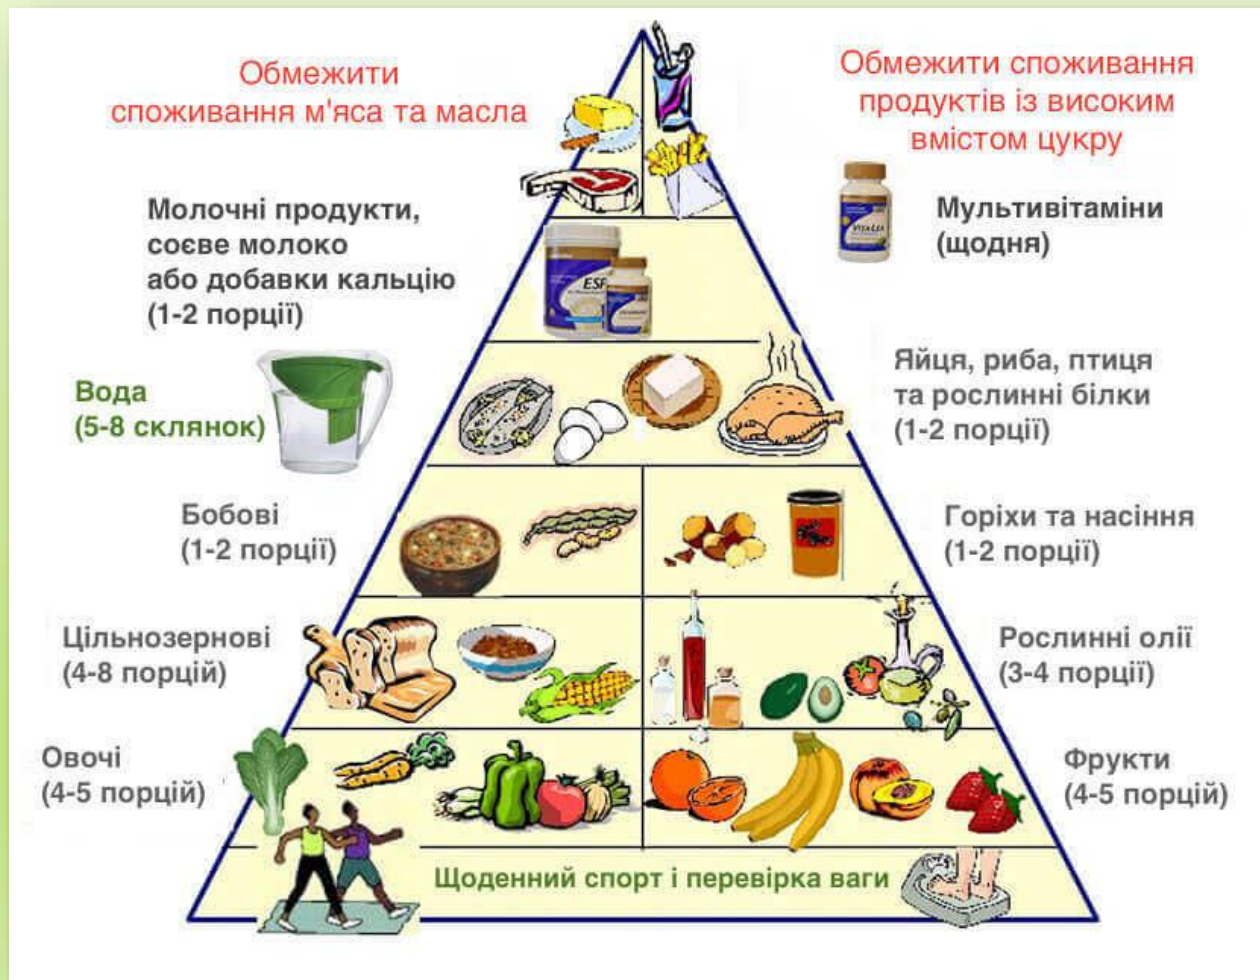 Обмежити
споживання м'яса та масла
Обмежити споживання
продуктів із високим
вмістом цукру
Молочні продукти,
соєве молоко
або добавки кальцію
(1-2 порції)
Мультивітаміни
(щодня)
VITALEA
ESP
Вода
(5-8 склянок)
Яйця, риба, птиця
та рослинні білки
(1-2 порції)
Бобові
(1-2 порції)
Горіхи та насіння
(1-2 порції)
Цільнозернові
(4-8 порцій)
Рослинні олії
(3-4 порції)
Овочі
(4-5 порцій)
Фрукти
(4-5 порцій)
Щоденний спорт і перевірка ваги